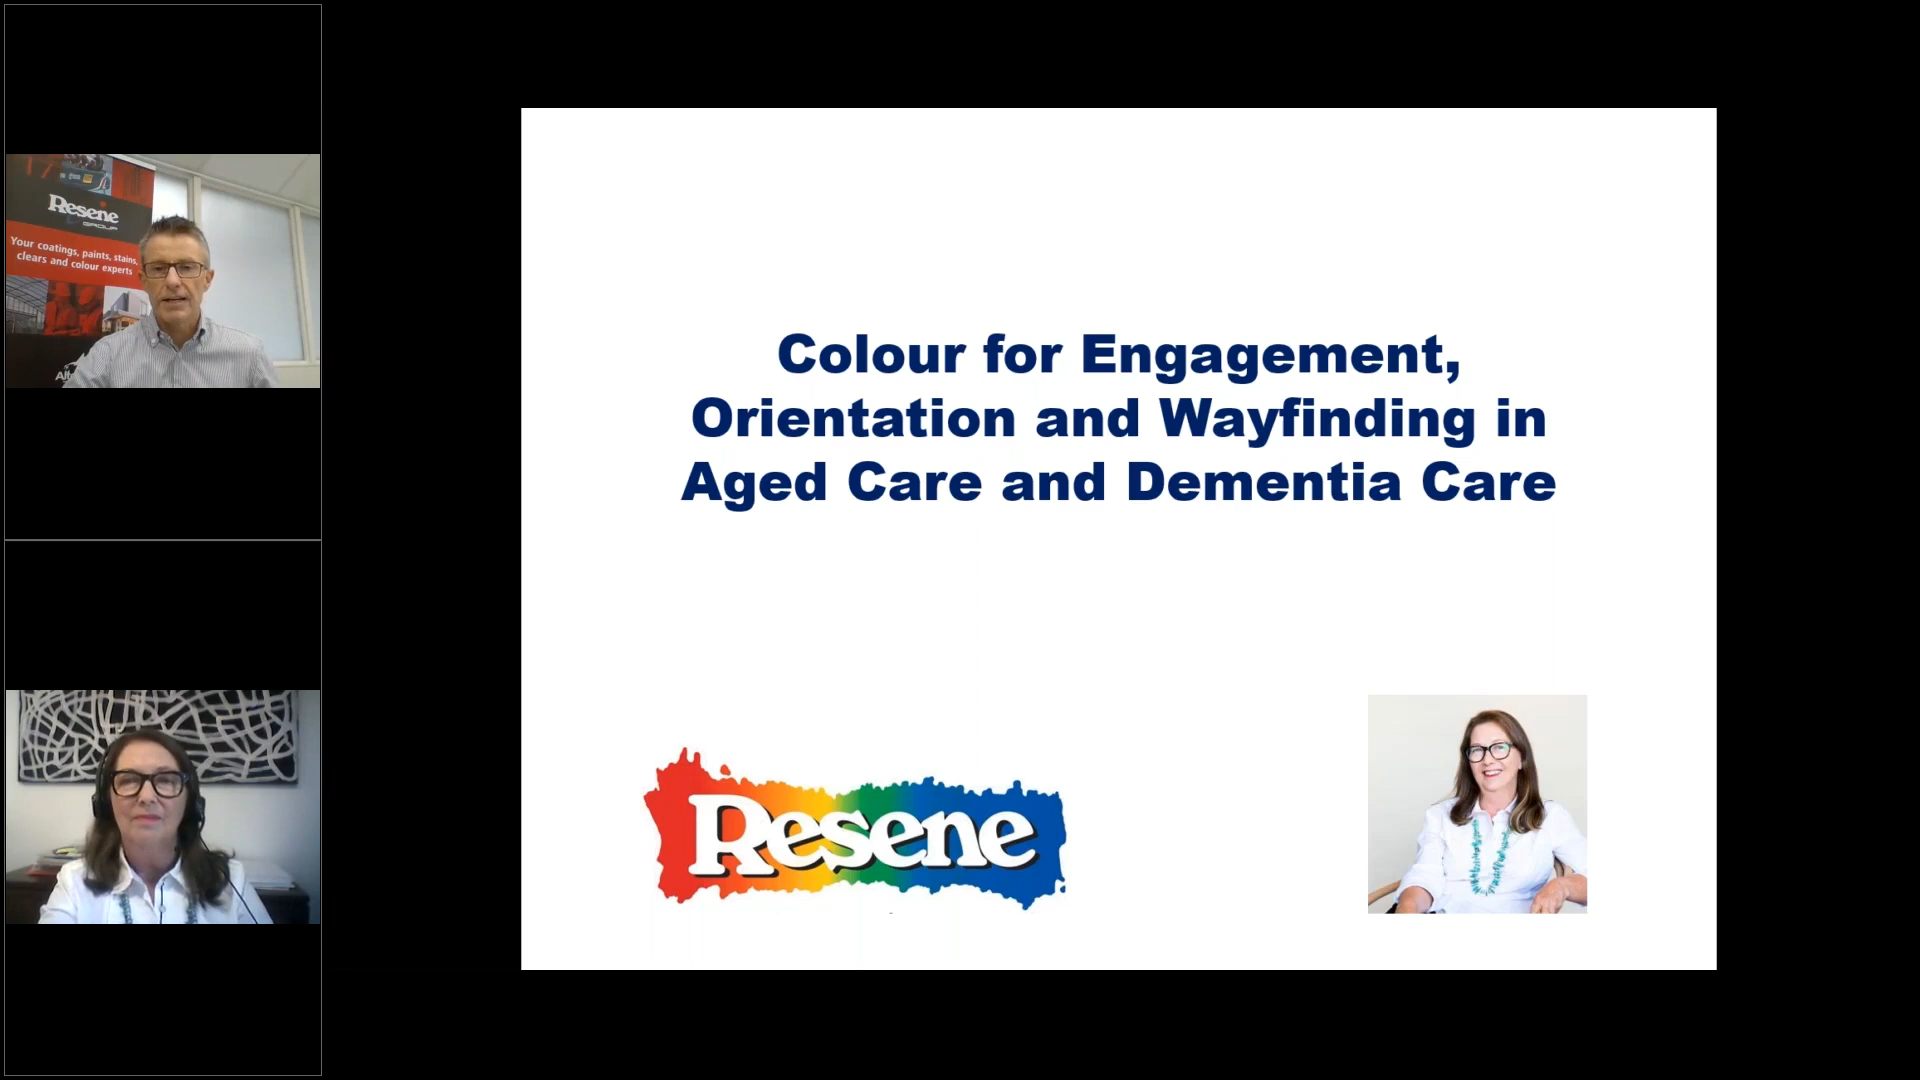 Resene
GROUP
Your coatings, paints, stains,
clears and colour experts
Colour for Engagement,
Orientation and Wayfinding in
Aged Care and Dementia Care
Resene